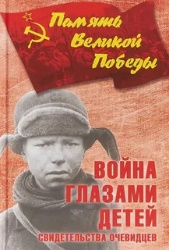 Память
Великой
Победы
ВОЙНА
ГЛАЗАМИ
ДЕТЕЙ
СВИДЕТЕЛЬСТВА ОЧЕВИДЦЕВ